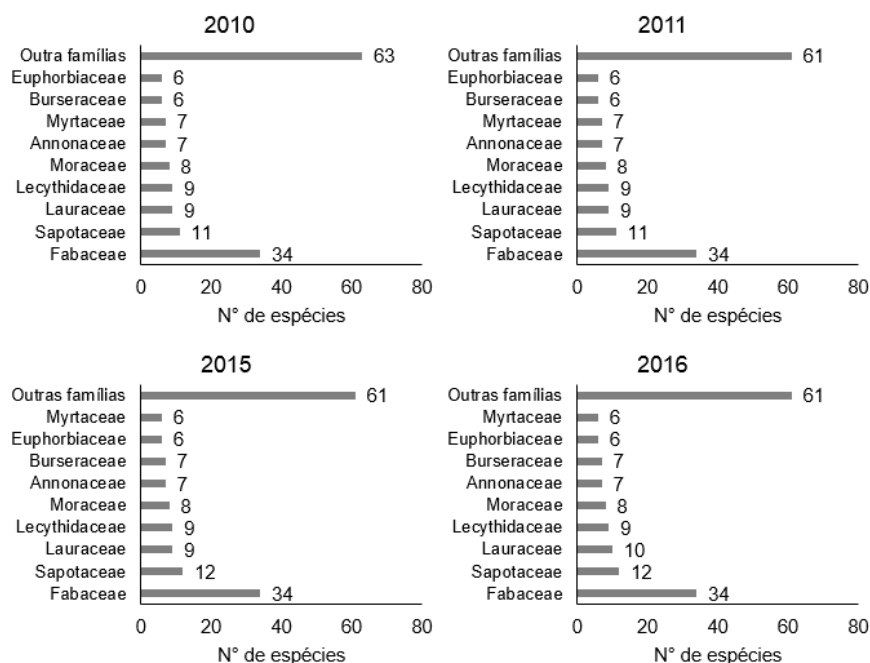 2010
Outra famílias 63
Euphorbiaceae 6
Burseraceae 6
Myrtaceae 7
Annonaceae 7
Moraceae 8
Lecythidaceae 9
Lauraceae 9
Sapotaceae 11
Fabaceae 34
0 20 40 60 80
N° de espécies
2011
Outras famílias 61
Euphorbiaceae 6
Burseraceae 6
Myrtaceae 7
Annonaceae 7
Moraceae 8
Lecythidaceae 9
Lauraceae 9
Sapotaceae 11
Fabaceae 34
0 20 40 60 80
N° de espécies
2015
Outras famílias 61
Myrtaceae 6
Euphorbiaceae 6
Burseraceae 7
Annonaceae 7
Moraceae 8
Lecythidaceae 9
Lauraceae 9
Sapotaceae 12
Fabaceae 34
0 20 40 60 80
N° de espécies
2016
Outras famílias 61
Myrtaceae 6
Euphorbiaceae 6
Burseraceae 7
Annonaceae 7
Moraceae 8
Lecythidaceae 9
Lauraceae 10
Sapotaceae 12
Fabaceae 34
0 20 40 60 80
N° de espécies